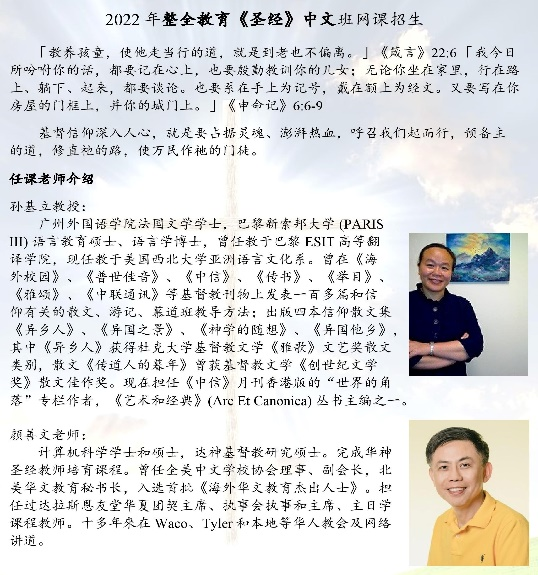 2022 年整全教育《圣经》中文班网课招生
「教养孩童，使他走当行的道，就是到老也不偏离。」《箴言》22:6「我今日
所吩咐你的话，都要记在心上，也要殷勤教训你的儿女；无论你坐在家里，行在路
上、躺下、起来，都要谈论。也要系在手上为记号，戴在额上为经文。又要写在你
房屋的门框上，并你的城门上。」《申命记》6:6-9
基督信仰深入人心，就是要占据灵魂、澎湃热血，呼召我们起而行，预备主
的道，修直祂的路，使万民作祂的门徒。
任课老师介绍
孙基立教授：
广州外国语学院法国文学学士，巴黎新索邦大学 (PARIS
III) 语言教育硕士、语言学博士，曾任教于巴黎 ESIT 高等翻
译学院，现任教于美国西北大学亚洲语言文化系。曾在《海
外校园》、《普世佳音》、《中信》、《传书》、《举目》、
《雅颂》、《中联通讯》等基督教刊物上发表一百多篇和信
仰有关的散文、游记、慕道班教导方法；出版四本信仰散文集
《异乡人》、《异国之景》、《神学的随想》、《异国他乡》，
其中《异乡人》获得杜克大学基督教文学《雅歌》文艺奖散文
类别，散文《传道人的暮年》曾获基督教文学《创世纪文学
奖》散文佳作奖。现在担任《中信》月刊香港版的“世界的角
落”专栏作者，《艺术和经典》(Arc Et Canonica) 丛书主编之一。
顾著文老师：
计算机科学学士和硕士，达神基督教研究硕士。完成华神
圣经教师培育课程。曾任全美中文学校协会理事、副会长，北
美华文教育秘书长，入选首批《海外华文教育杰出人士》。担
任过达拉斯恩友堂华夏团契主席、执事会执事和主席、主日学
课程教师。十多年來在 Waco、Tyler 和本地等华人教会及网络
讲道。